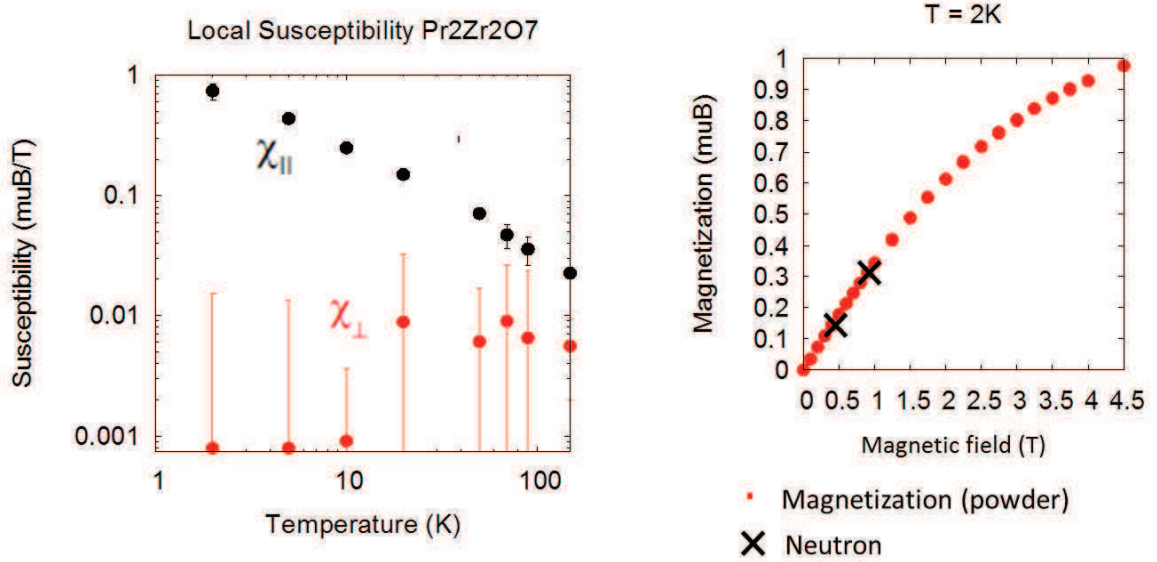 Local Susceptibility Pr2Zr2O7
Susceptibility (muB/T)
1
0.1
0.01
0.001
χ||
χ⊥
1 10 100
Temperature (K)
T = 2K
Magnetization (muB)
1
0.9
0.8
0.7
0.6
0.5
0.4
0.3
0.2
0.1
0
0 0.5 1 1.5 2 2.5 3 3.5 4 4.5
Magnetic field (T)
Magnetization (powder)
Neutron